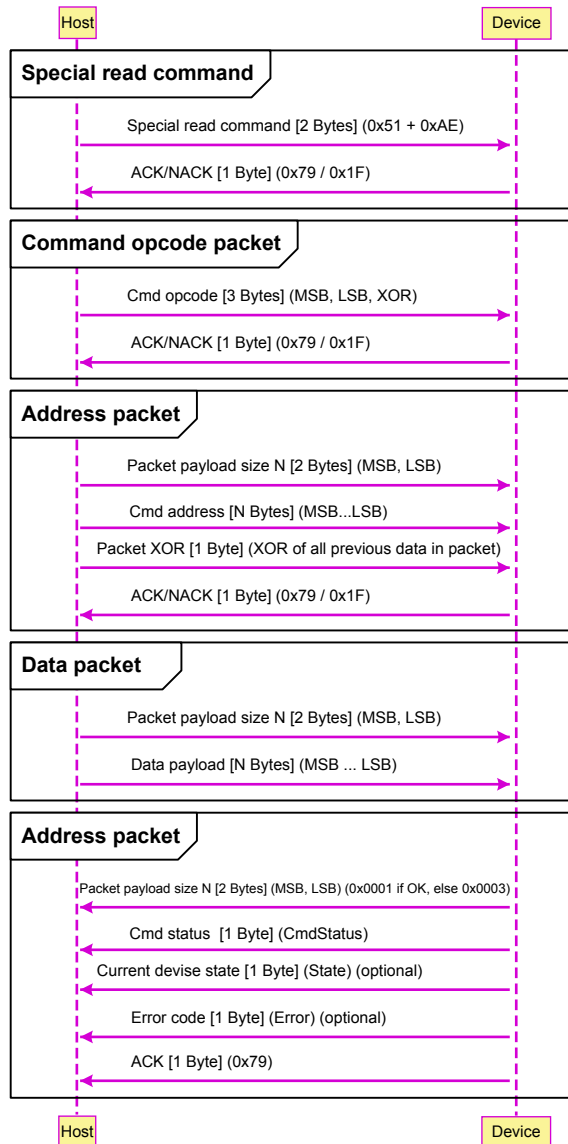 Host
Device
Special read command
Special read command [2 Bytes] (0x51 + 0xAE)
ACK/NACK [1 Byte] (0x79 / 0x1F)
Command opcode packet
Cmd opcode [3 Bytes] (MSB, LSB, XOR)
ACK/NACK [1 Byte] (0x79 / 0x1F)
Address packet
Packet payload size N [2 Bytes] (MSB, LSB)
Cmd address [N Bytes] (MSB...LSB)
Packet XOR [1 Byte] (XOR of all previous data in packet)
ACK/NACK [1 Byte] (0x79 / 0x1F)
Data packet
Packet payload size N [2 Bytes] (MSB, LSB)
Data payload [N Bytes] (MSB ... LSB)
Address packet
Packet payload size N [2 Bytes] (MSB, LSB) (0x0001 if OK, else 0x0003)
Cmd status [1 Byte] (CmdStatus)
Current devise state [1 Byte] (State) (optional)
Error code [1 Byte] (Error) (optional)
ACK [1 Byte] (0x79)
Host
Device